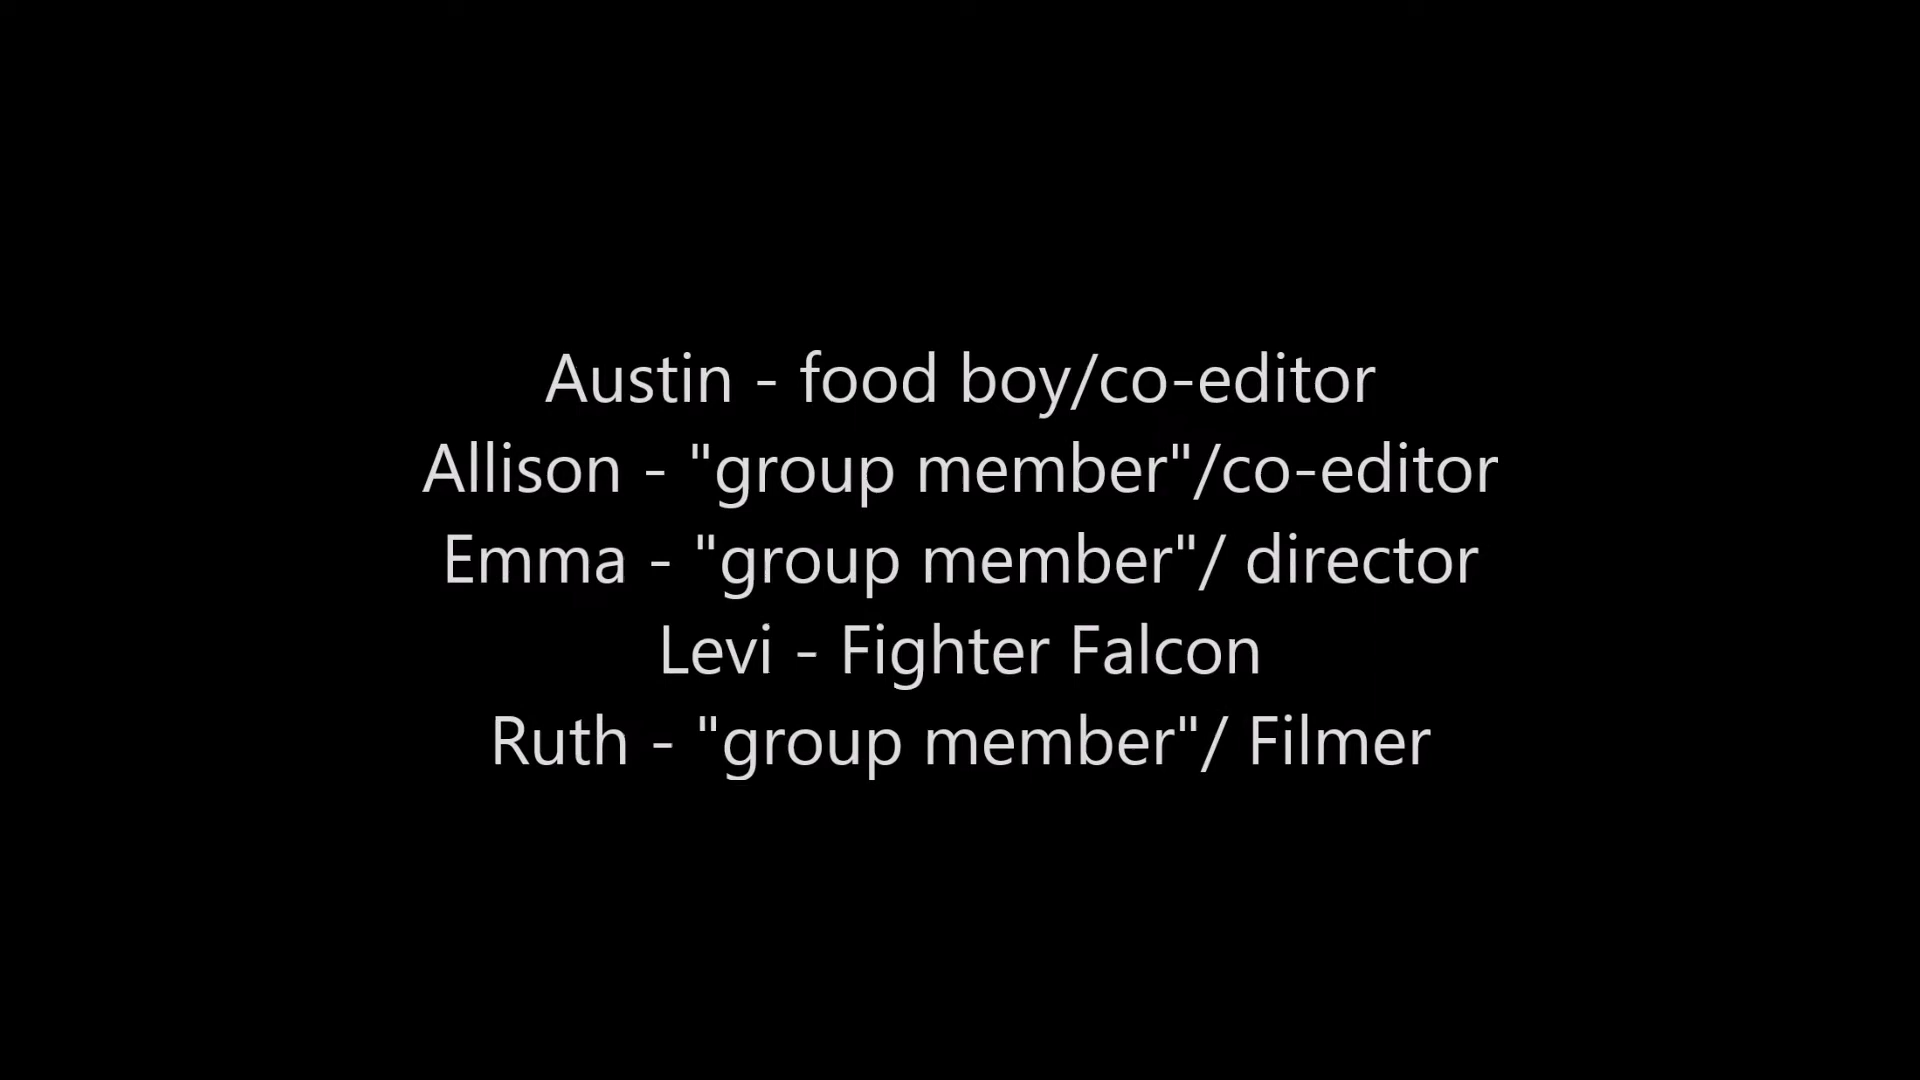 Austin - food boy/co-editor
Allison - "group member"/co-editor
Emma - "group member"/ director
Levi - Fighter Falcon
Ruth - "group member"/ Filmer